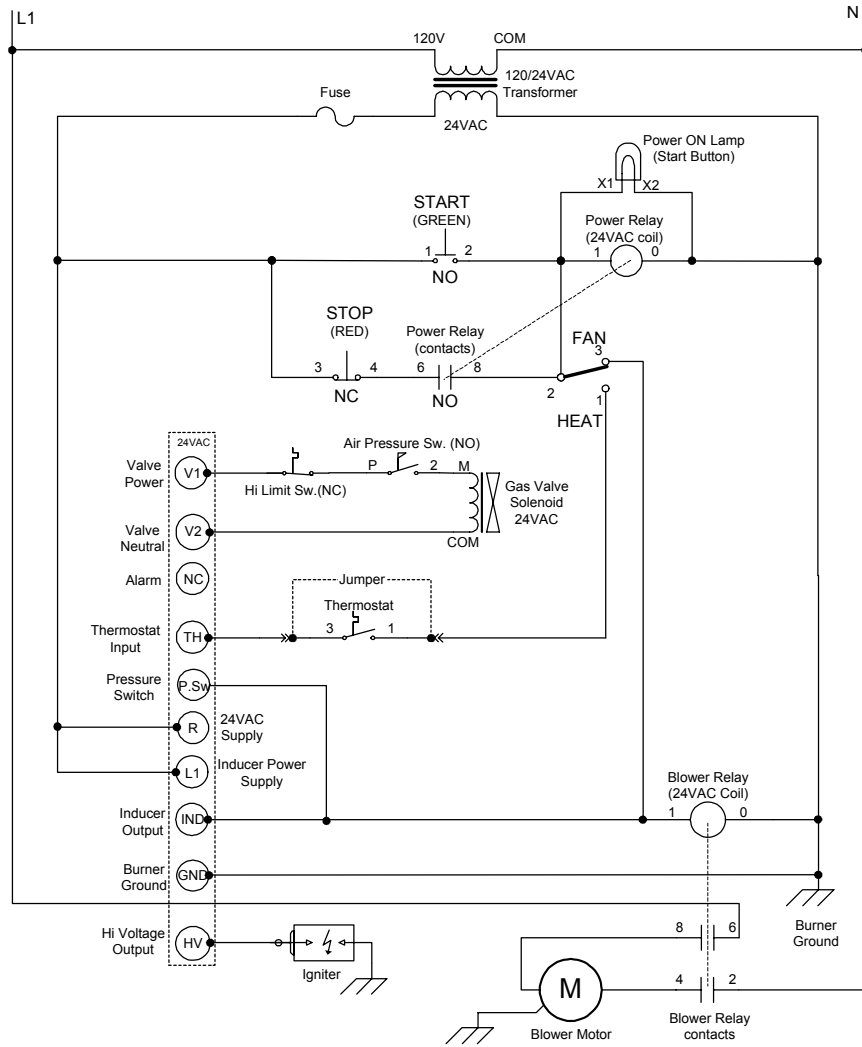 L1
N
120V
COM
120/24VAC
Transformer
Fuse
24VAC
Power ON Lamp
(Start Button)
X1
X2
START
(GREEN)
1
2
NO
Power Relay
(24VAC coil)
1
0
STOP
(RED)
3
4
NC
Power Relay
(contacts)
6
8
NO
FAN
3
2
1
HEAT
24VAC
Valve
Power
V1
Hi Limit Sw.(NC)
Air Pressure Sw. (NO)
P
2
M
Gas Valve
Solenoid
24VAC
COM
Valve
Neutral
V2
Alarm
NC
Jumper
Thermostat
3
1
Thermostat
Input
TH
Pressure
Switch
P.Sw
R
24VAC
Supply
L1
Inducer Power
Supply
Inducer
Output
IND
Blower Relay
(24VAC Coil)
1
0
Burner
Ground
GND
Burner
Ground
Hi Voltage
Output
HV
Igniter
8
6
4
2
M
Blower Motor
Blower Relay
contacts